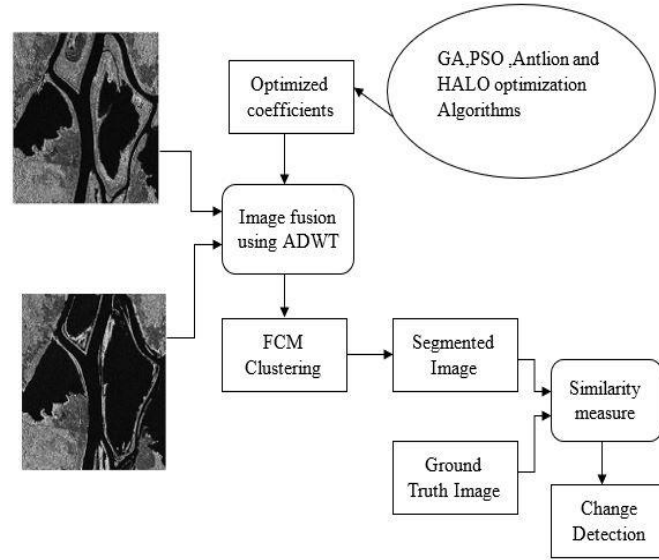 GA,PSO ,Antlion and
HALO optimization
Algorithms
Optimized
coefficients
Image fusion
using ADWT
FCM
Clustering
Segmented
Image
Similarity
measure
Ground
Truth Image
Change
Detection